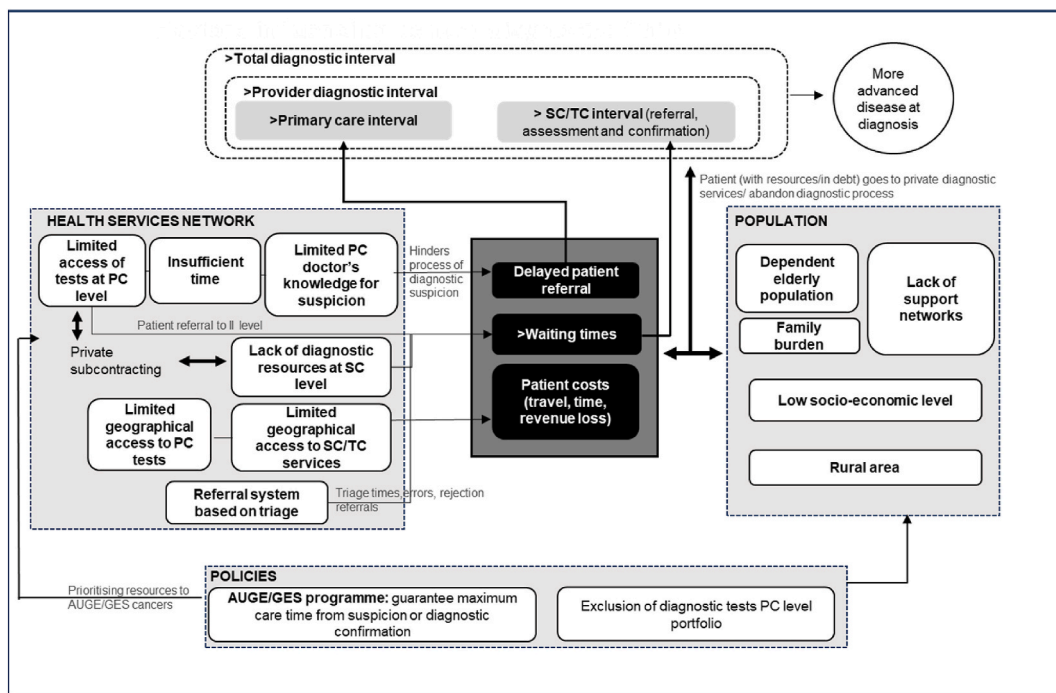 >Total diagnostic interval
>Provider diagnostic interval
>Primary care interval
> SC/TC interval (referral,
assessment and confirmation)
More
advanced
disease at
diagnosis
Patient (with resources/in debt) goes to private diagnostic
services/ abandon diagnostic process
HEALTH SERVICES NETWORK
Limited
access of
tests at PC
level
Insufficient
time
Limited PC
doctor's
knowledge for
suspicion
Hinders
process of
diagnostic
suspicion
Patient referral to II level
Private
subcontracting
Lack of diagnostic
resources at SC
level
Limited
geographical
access to PC
tests
Limited
geographical
access to SC/TC
services
Referral system
based on triage
Triage times,errors, rejection
referrals
Delayed patient
referral
>Waiting times
Patient costs
(travel, time,
revenue loss)
POPULATION
Dependent
elderly
population
Lack of
support
networks
Family
burden
Low socio-economic level
Rural area
Prioritising resources to
AUGE/GES cancers
POLICIES
AUGE/GES programme: guarantee maximum
care time from suspicion or diagnostic
confirmation
Exclusion of diagnostic tests PC level
portfolio